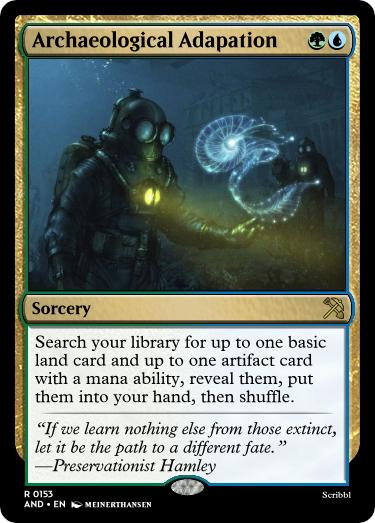 Archaeological Adapation
Sorcery
Search your library for up to one basic
land card and up to one artifact card
with a mana ability, reveal them, put
them into your hand, then shuffle.
“If we learn nothing else from those extinct,
let it be the path to a different fate.”
—Preservationist Hamley
R 0153
AND • EN MEINERTHANSEN
Scribbl